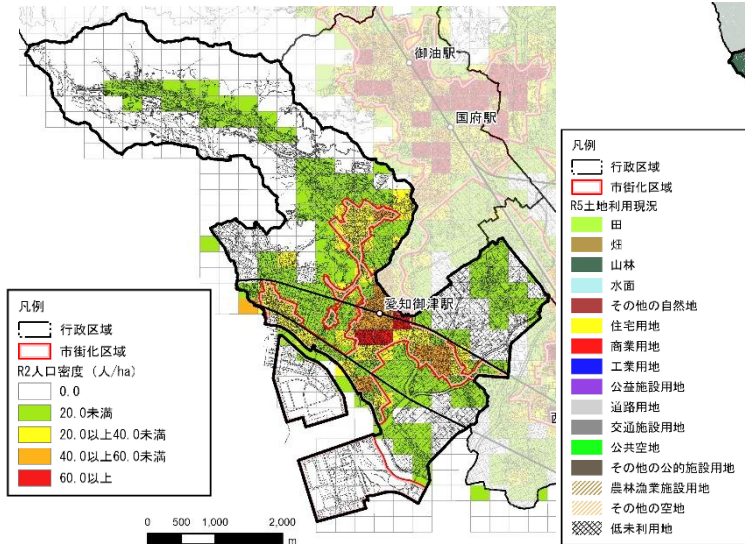 御油駅
国府駅
愛知御津駅
西
凡例
行政区域
市街化区域
R2人口密度（人/ha）
0.0
20.0未満
20.0以上40.0未満
40.0以上60.0未満
60.0以上
0 500 1,000 2,000
m
凡例
行政区域
市街化区域
R5土地利用現況
田
畑
山林
水面
その他の自然地
住宅用地
商業用地
工業用地
公益施設用地
道路用地
交通施設用地
公共空地
その他の公的施設用地
農林漁業施設用地
その他の空地
低未利用地